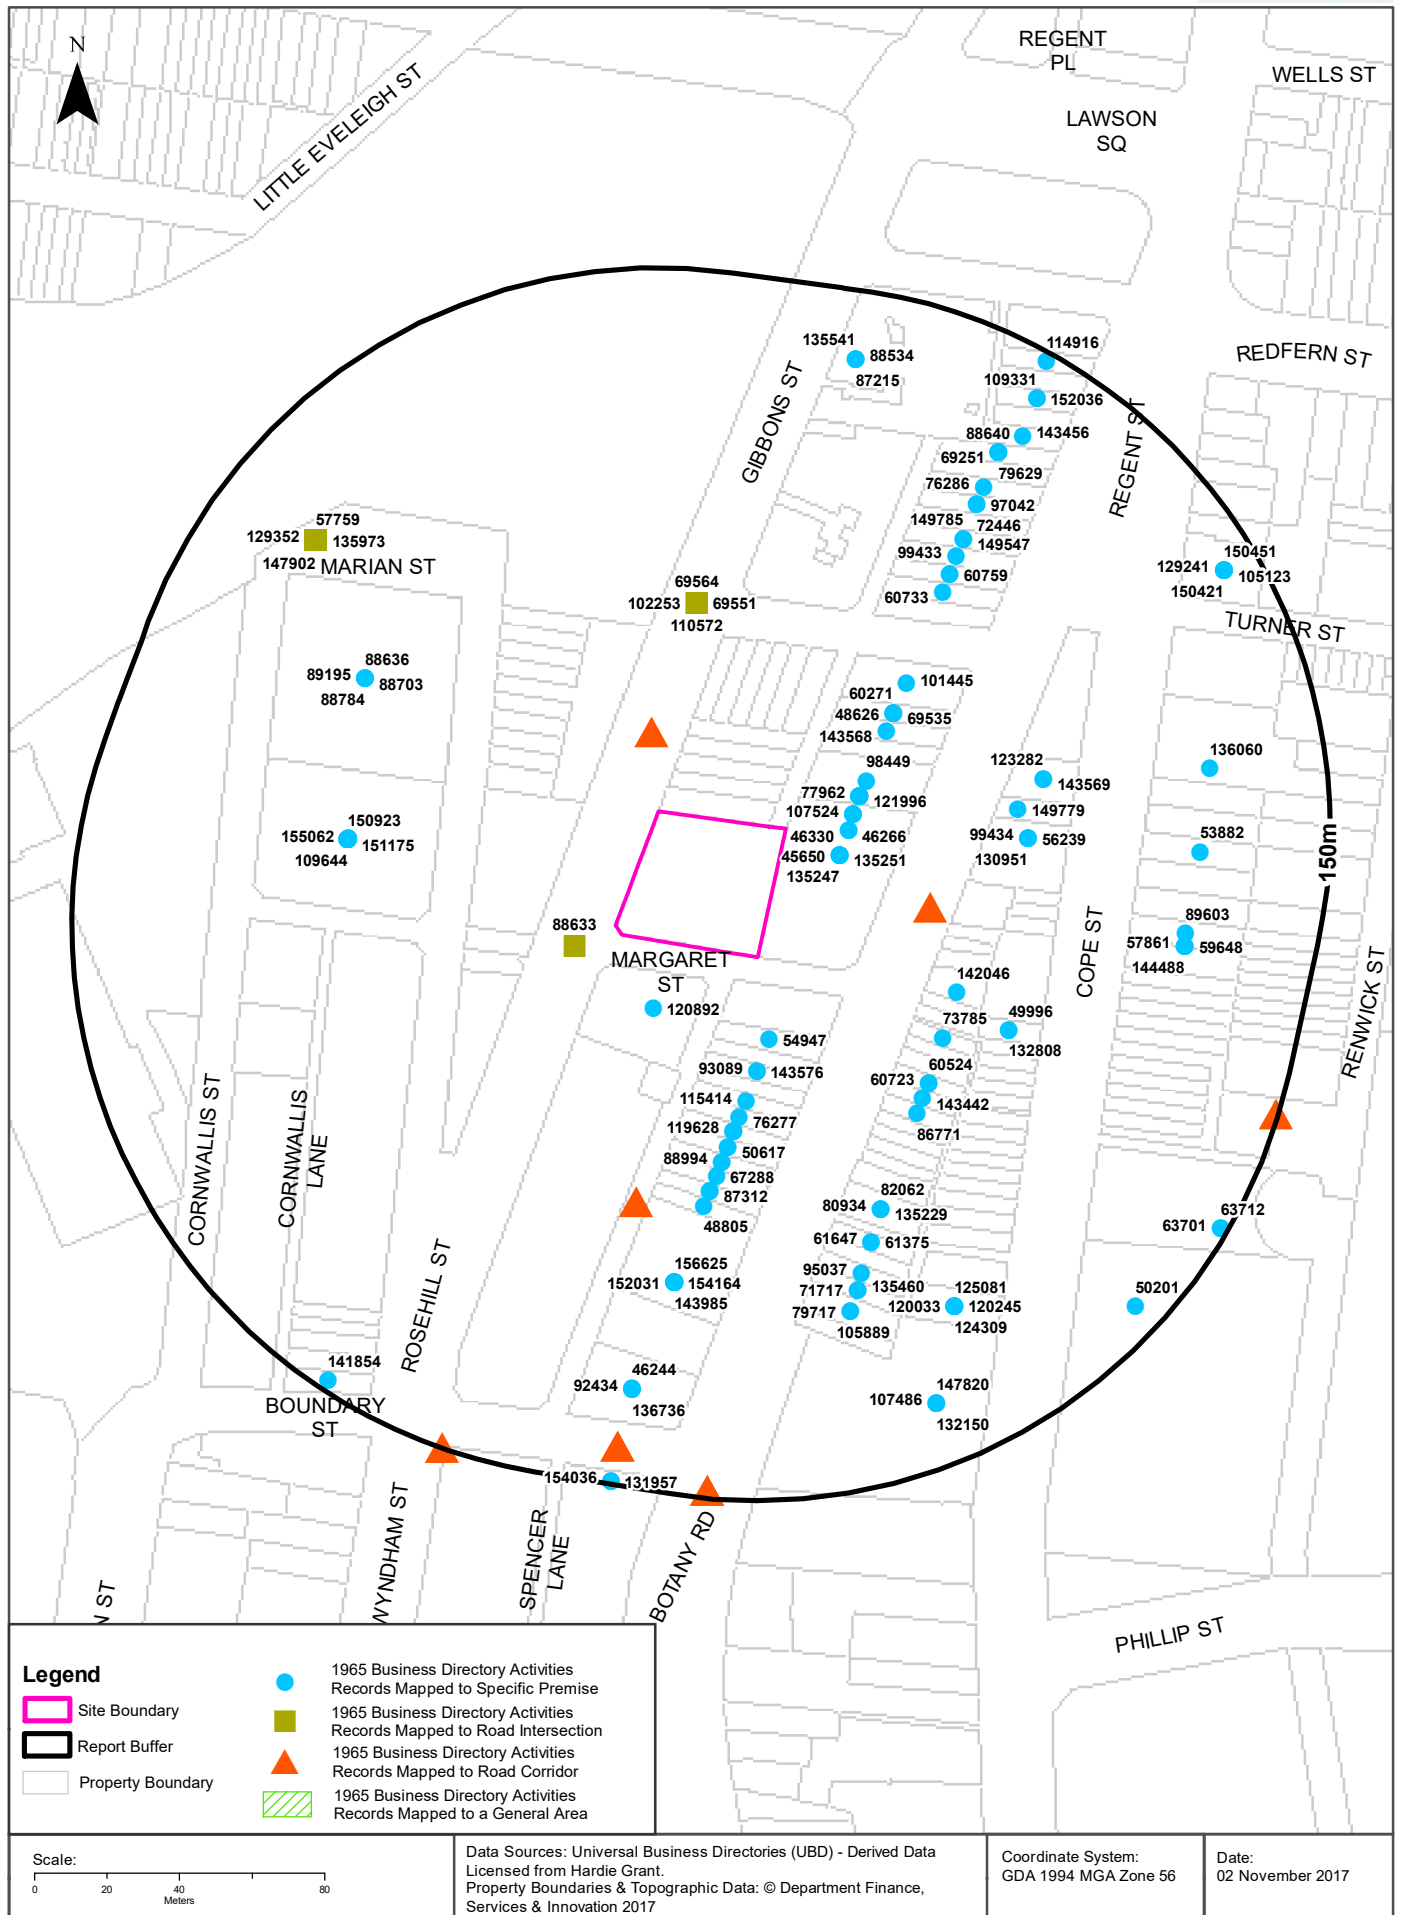 REGENT
PL
WELLS ST
N
LAWSON
SQ
LITTLE EVELEIGH ST
REDFERN ST
114916
135541
88534
87215
109331
152036
GIBBONS ST
REGENT ST
88640
143456
69251
79629
76286
97042
149785
72446
149547
99433
60759
60733
57759
129352
135973
147902
MARIAN ST
150451
129241
105123
150421
TURNER ST
69564
102253
69551
110572
88636
89195
88703
88784
101445
60271
48626
69535
143568
98449
77962
121996
107524
46330
46266
45650
135251
135247
123282
143569
149779
99434
56239
130951
136060
53882
150m
150923
155062
151175
109644
88633
MARGARET
ST
120892
COPE ST
89603
57861
59648
144488
RENWICK ST
142046
73785
49996
132808
60524
60723
143442
86771
54947
93089
143576
115414
76277
119628
50617
88994
67288
87312
48805
CORNWALLIS ST
CORNWALLIS
LANE
ROSEHILL ST
82062
80934
135229
61647
61375
95037
135460
71717
79717
105889
125081
120033
120245
124309
63712
63701
50201
156625
152031
154164
143985
141854
BOUNDARY
ST
46244
92434
136736
147820
107486
132150
154036
131957
WYNDHAM ST
SPENCER
LANE
BOTANY RD
N ST
PHILLIP ST
Legend
Site Boundary
Report Buffer
Property Boundary
1965 Business Directory Activities
Records Mapped to Specific Premise
1965 Business Directory Activities
Records Mapped to Road Intersection
1965 Business Directory Activities
Records Mapped to Road Corridor
1965 Business Directory Activities
Records Mapped to a General Area
Scale:
0 20 40 80
Meters
Data Sources: Universal Business Directories (UBD) - Derived Data
Licensed from Hardie Grant.
Property Boundaries & Topographic Data: © Department Finance,
Services & Innovation 2017
Coordinate System:
GDA 1994 MGA Zone 56
Date:
02 November 2017